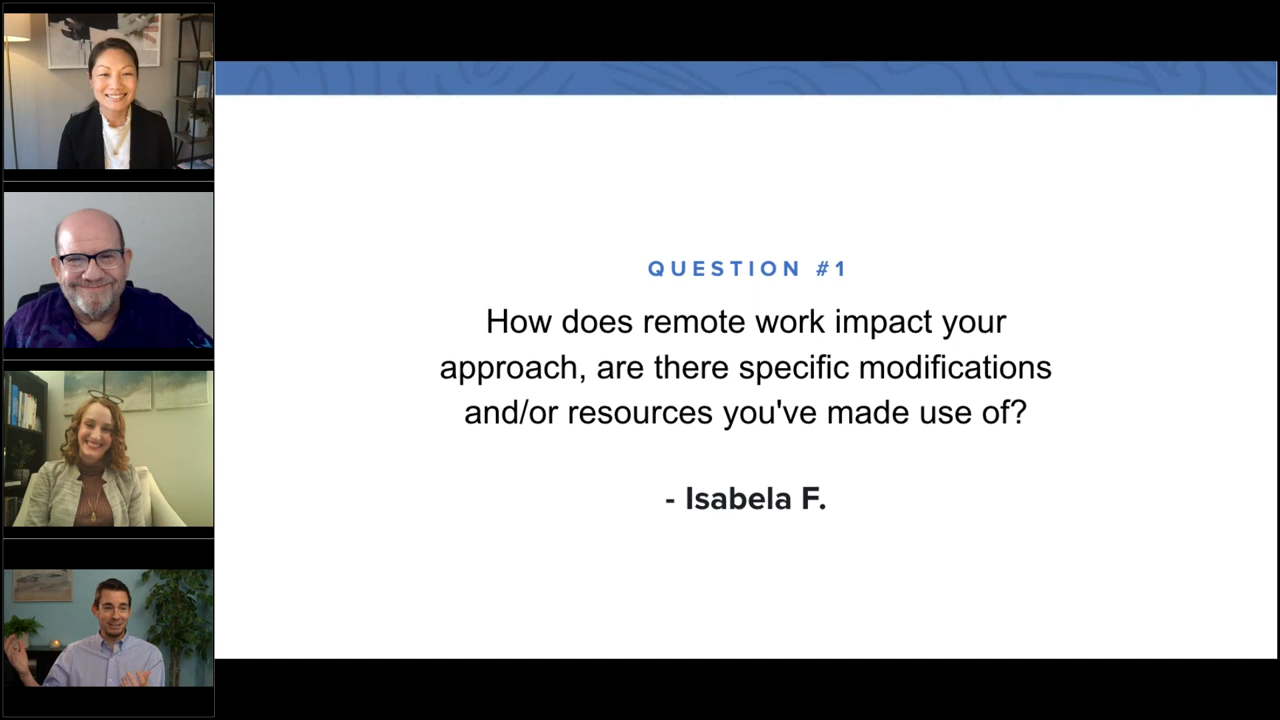 QUESTION #1
How does remote work impact your
approach, are there specific modifications
and/or resources you've made use of?
- Isabela F.